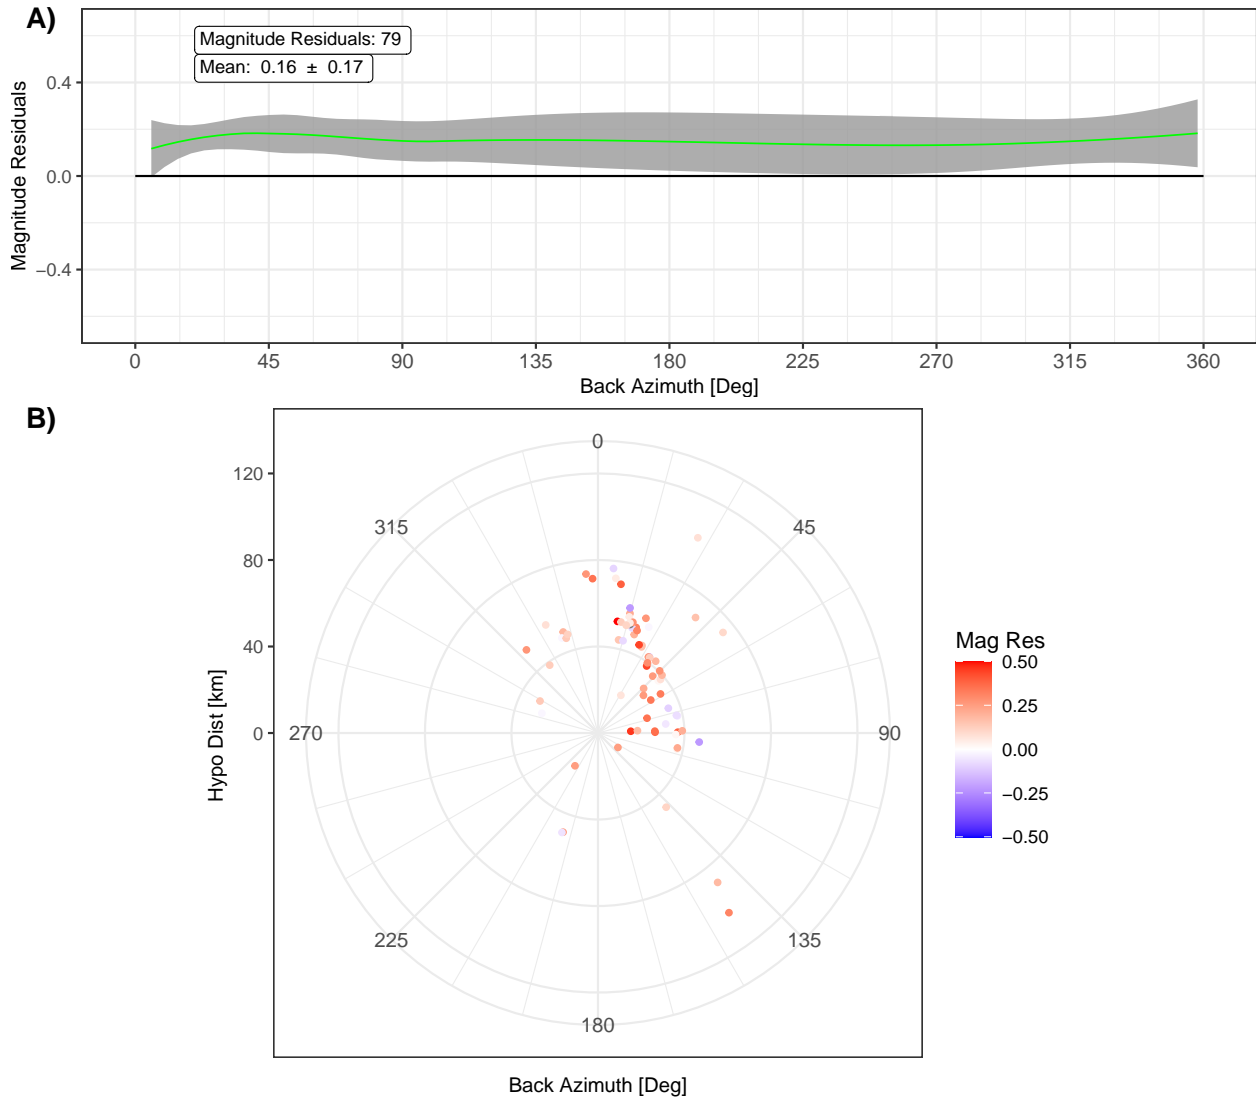 A)
Magnitude Residuals: 79
Mean:  0.16  ±  0.17
Magnitude Residuals
0.4
0.0
−0.4
0 45 90 135 180 225 270 315 360
Back Azimuth [Deg]
B)
Hypo Dist [km]
120
80
40
0
0
45
90
135
180
225
270
315
Back Azimuth [Deg]
Mag Res
0.50
0.25
0.00
−0.25
−0.50